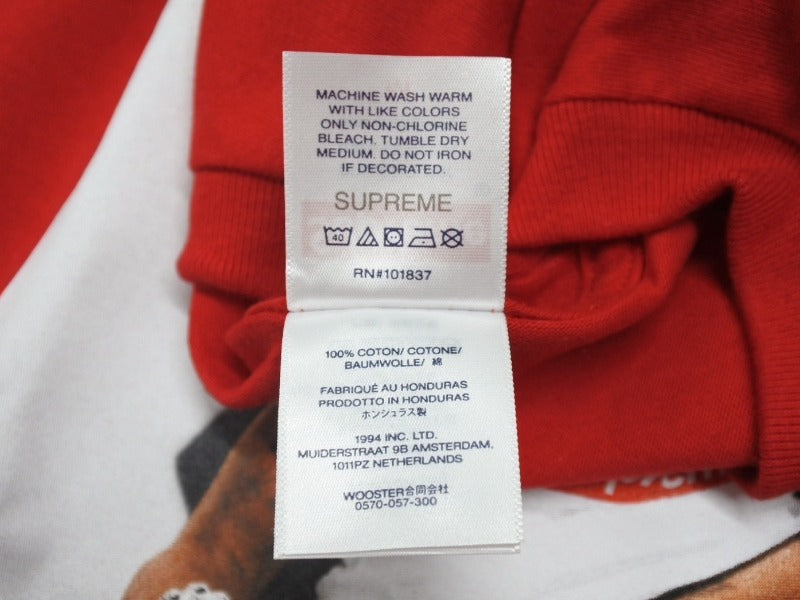 MACHINE WASH WARM
WITH LIKE COLORS
ONLY NON-CHLORINE
BLEACH. TUMBLE DRY
MEDIUM. DO NOT IRON
IF DECORATED.
SUPREME
40
RN#101837
100% COTON/ COTONE/
BAUMWOLLE/ 綿
FABRIQUÉ AU HONDURAS
PRODOTTO IN HONDURAS
ホンジュラス製
1994 INC. LTD.
MUIDERSTRAAT 9B AMSTERDAM,
1011PZ NETHERLANDS
WOOSTER合同会社
0570-057-300